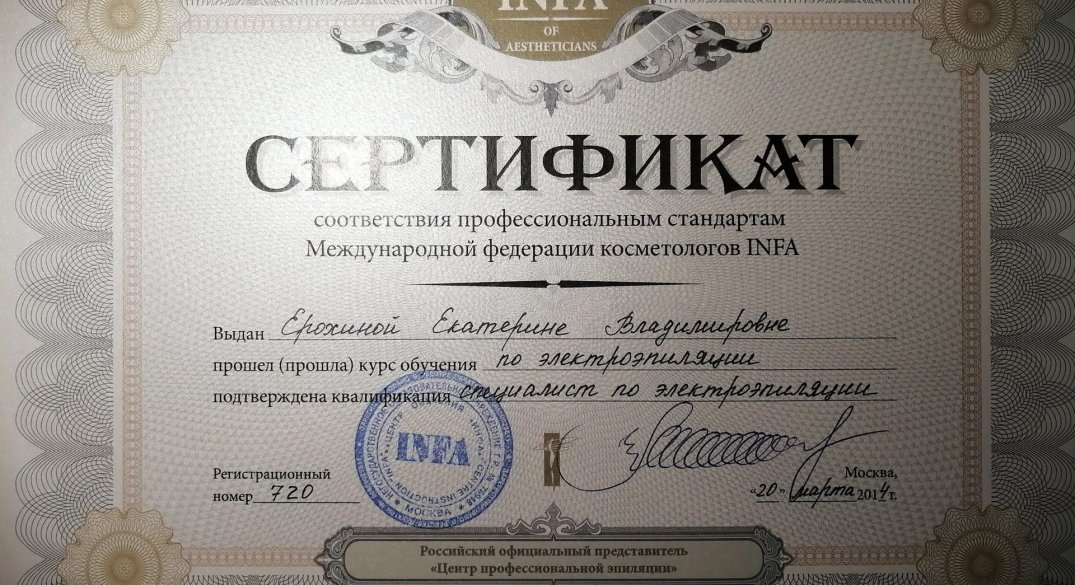 INFA
OF
AESTHETICIANS
СЕРТИФИКАТ
соответствия профессиональным стандартам
Международной федерации косметологов INFA
Выдан Ерохиной Екатерине Владимировне
прошел (прошла) курс обучения по электроэпиляции
подтверждена квалификация специалист по электроэпиляции
INFA
МОСКВА
Регистрационный
номер 720
Москва,
«20» марта 2014г.
Российский официальный представитель
«Центр профессиональной эпиляции»